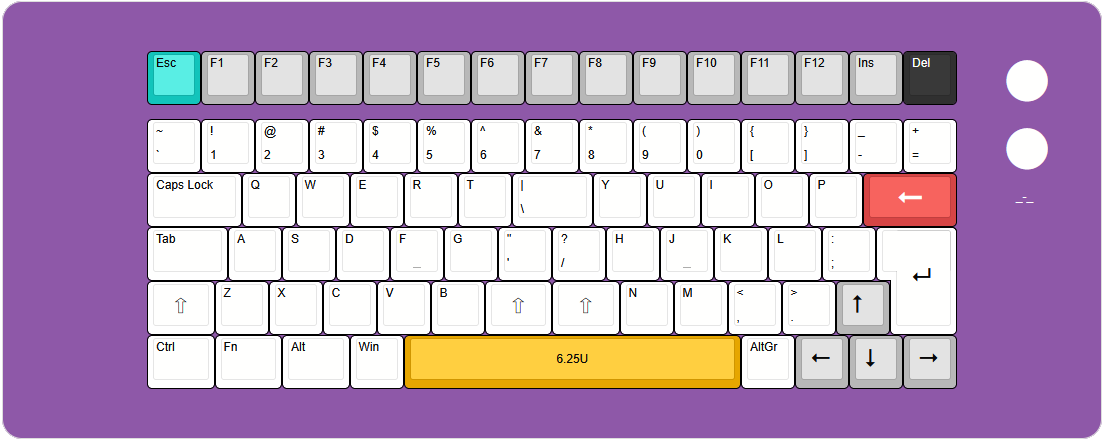 Esc F1 F2 F3 F4 F5 F6 F7 F8 F9 F10 F11 F12 Ins Del
~ ! @ # $ % ^ & * ( ) { } _ +
` 1 2 3 4 5 6 7 8 9 0 [ ] - =
Caps Lock Q W E R T | Y U I O P ←
\
_-_
Tab A S D F G " ? H J K L :
_ ' / _ ;
↵
⇧ Z X C V B ⇧ ⇧ N M < > ↑
, .
Ctrl Fn Alt Win 6.25U AltGr ← ↓ →